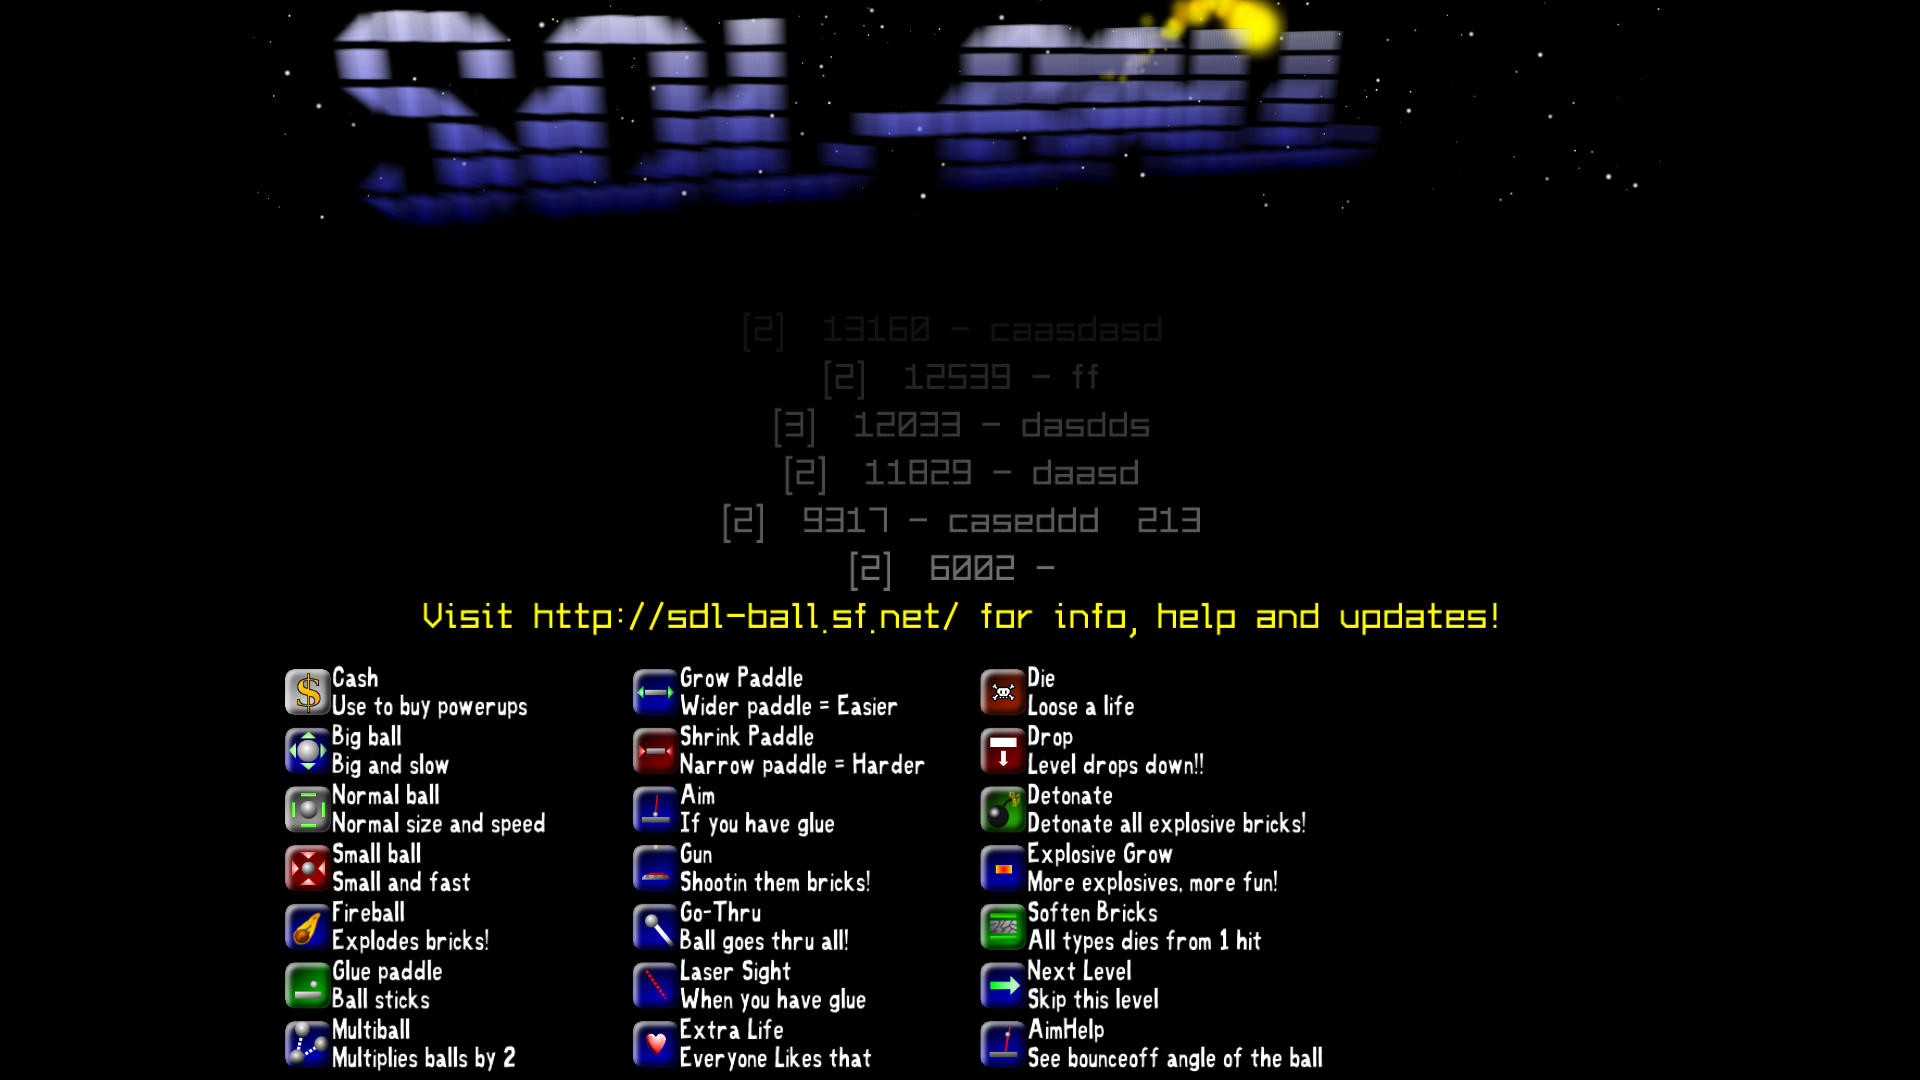 SDL-Ball
[2] 13160 - caasdasd
[2] 12539 - ff
[3] 12033 - dasdds
[2] 11829 - daasd
[2] 9317 - caseddd 213
[2] 6002 -
Visit http://sdl-ball.sf.net/ for info, help and updates!
Cash
Use to buy powerups
Big ball
Big and slow
Normal ball
Normal size and speed
Small ball
Small and fast
Fireball
Explodes bricks!
Glue paddle
Ball sticks
Multiball
Multiplies balls by 2
Grow Paddle
Wider paddle = Easier
Shrink Paddle
Narrow paddle = Harder
Aim
If you have glue
Gun
Shootin them bricks!
Go-Thru
Ball goes thru all!
Laser Sight
When you have glue
Extra Life
Everyone Likes that
Die
Loose a life
Drop
Level drops down!!
Detonate
Detonate all explosive bricks!
Explosive Grow
More explosives, more fun!
Soften Bricks
All types dies from 1 hit
Next Level
Skip this level
AimHelp
See bounceoff angle of the ball